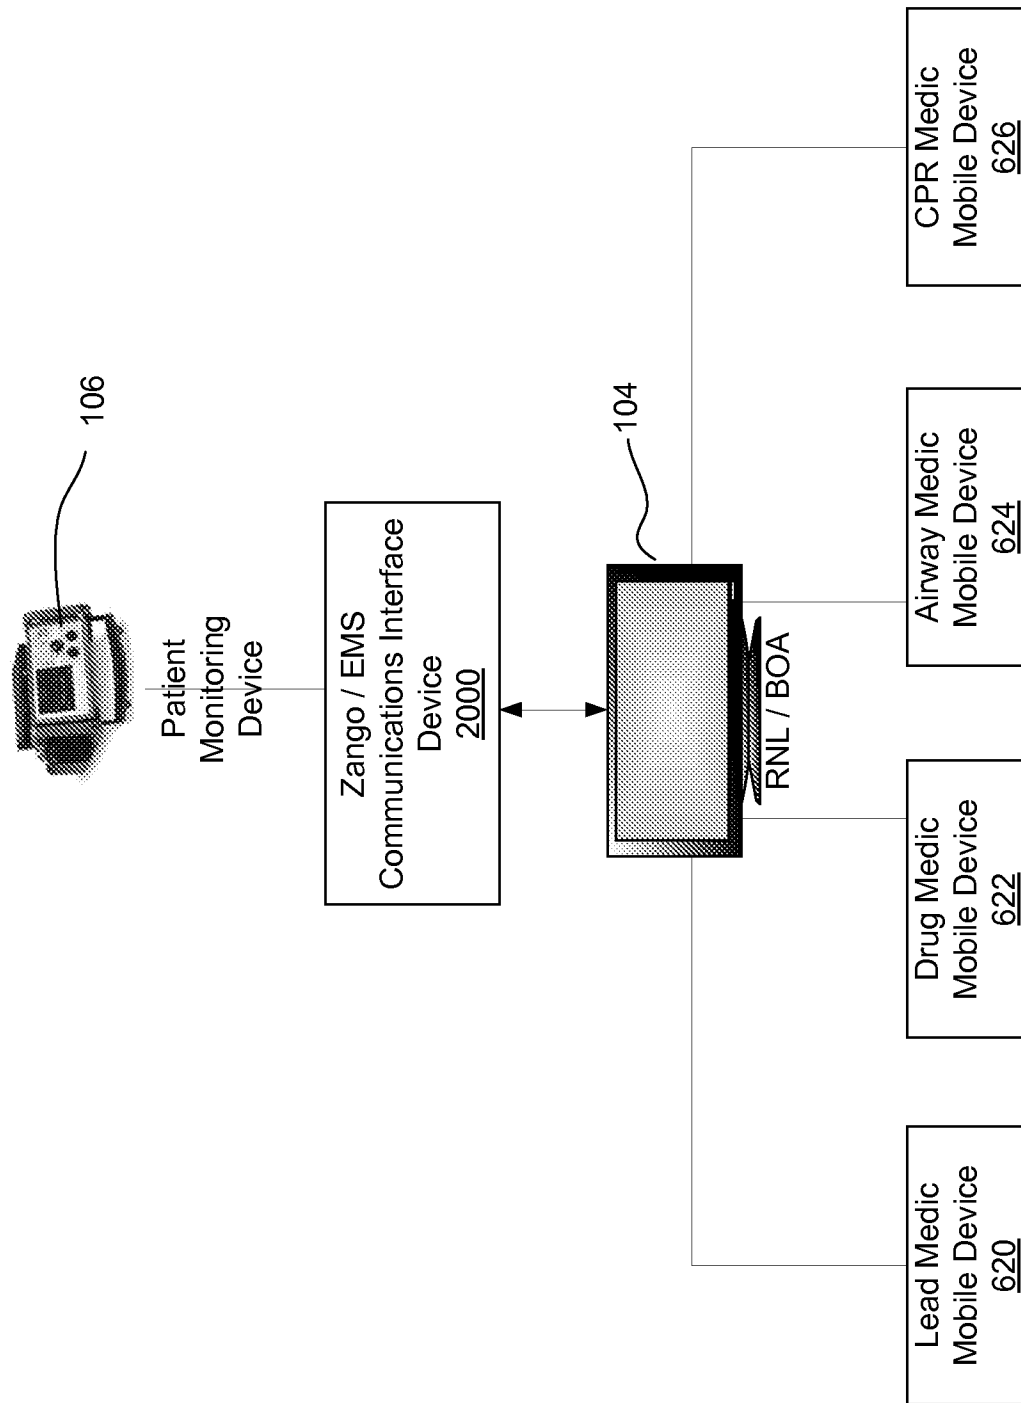 106
Patient
Monitoring
Device
Zango / EMS
Communications Interface
Device
2000
104
RNL / BOA
Lead Medic
Mobile Device
620
Drug Medic
Mobile Device
622
Airway Medic
Mobile Device
624
CPR Medic
Mobile Device
626